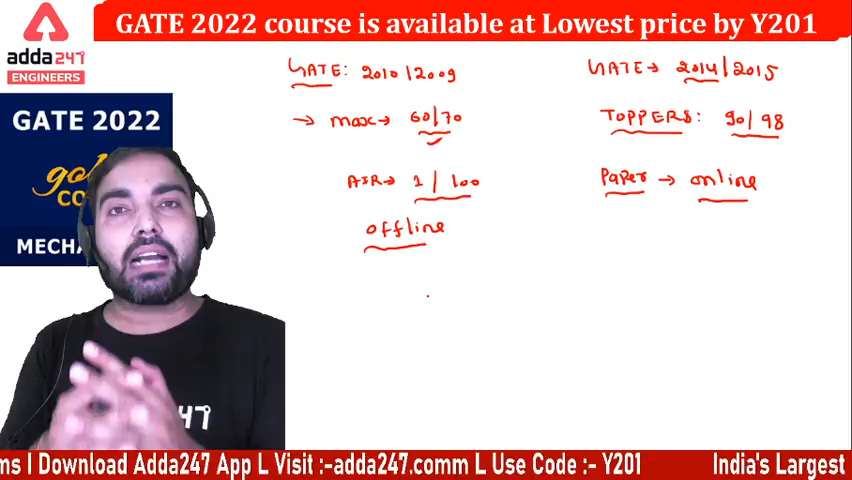 GATE 2022 course is available at Lowest price by Y201
adda247
ENGINEERS
GATE 2022
CO
MECHA
GATE: 2010/2009
→ max → 60/70
AIR → 1/100
offline
GATE → 2014/2015
TOPPERS: 90/98
Paper → online
ms I Download Adda247 App L Visit :-adda247.comm L Use Code :- Y201 India's Largest